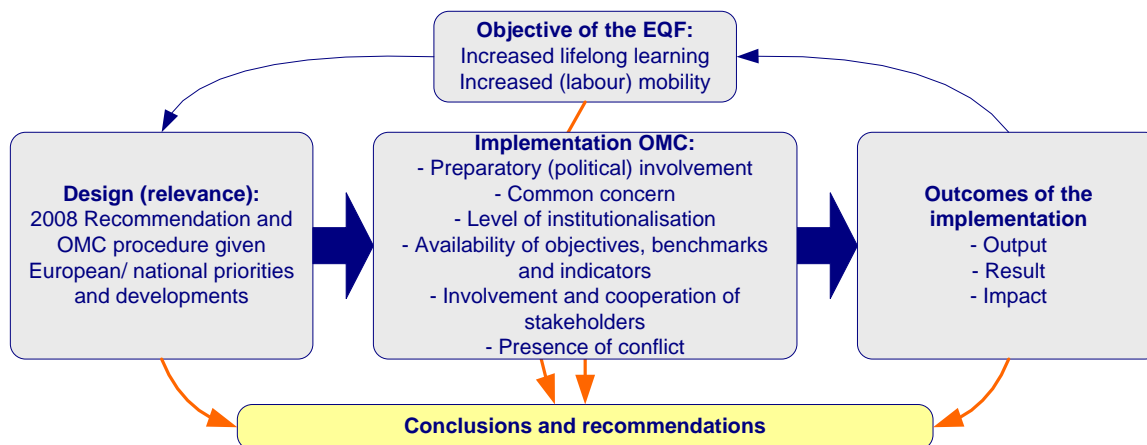 Objective of the EQF:
Increased lifelong learning
Increased (labour) mobility
Design (relevance):
2008 Recommendation and
OMC procedure given
European/ national priorities
and developments
Implementation OMC:
- Preparatory (political) involvement
- Common concern
- Level of institutionalisation
- Availability of objectives, benchmarks
and indicators
- Involvement and cooperation of
stakeholders
- Presence of conflict
Outcomes of the
implementation
- Output
- Result
- Impact
Conclusions and recommendations